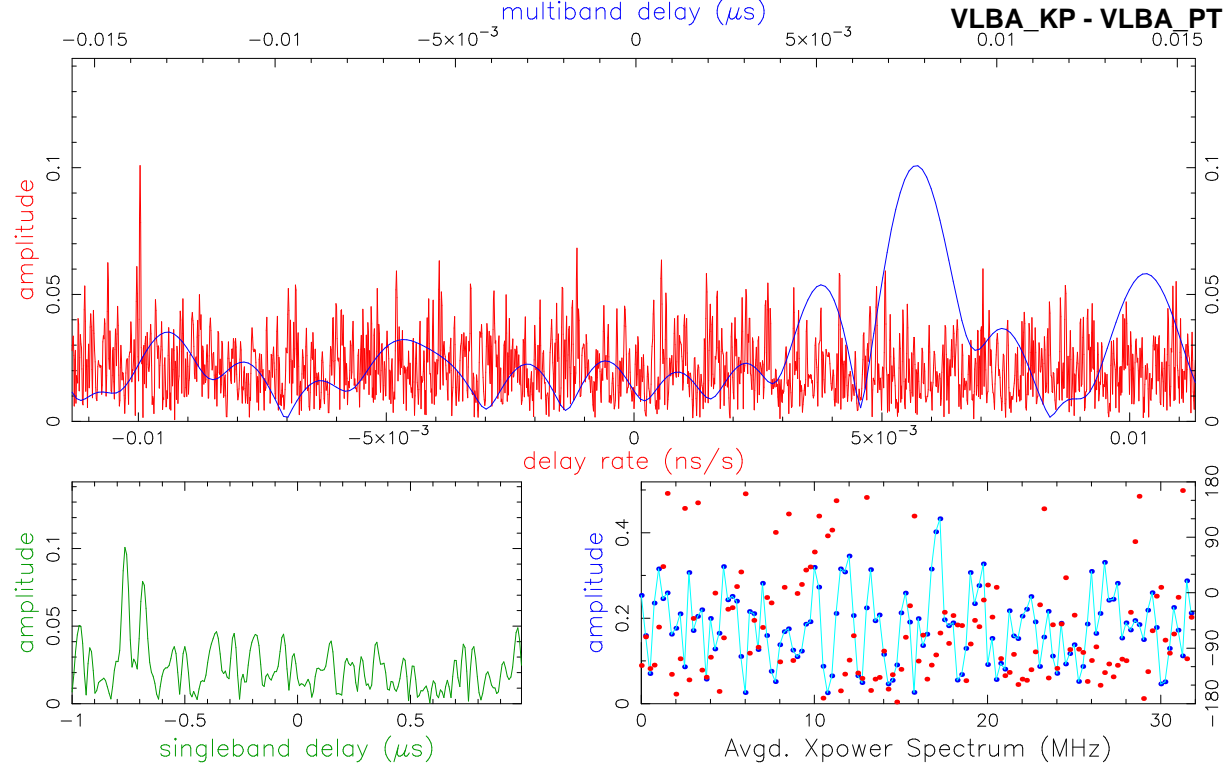 multiband delay (μs)
VLBA_KP - VLBA_PT
−0.015 −0.01 −5×10⁻³ 0 5×10⁻³ 0.01 0.015
amplitude
0 0.05 0.1
0 0.05 0.1
−0.01 −5×10⁻³ 0 5×10⁻³ 0.01
delay rate (ns/s)
amplitude
0 0.05 0.1
−1 −0.5 0 0.5
singleband delay (μs)
amplitude
0 0.2 0.4
−180 −90 0 90 180
0 10 20 30
Avgd. Xpower Spectrum (MHz)